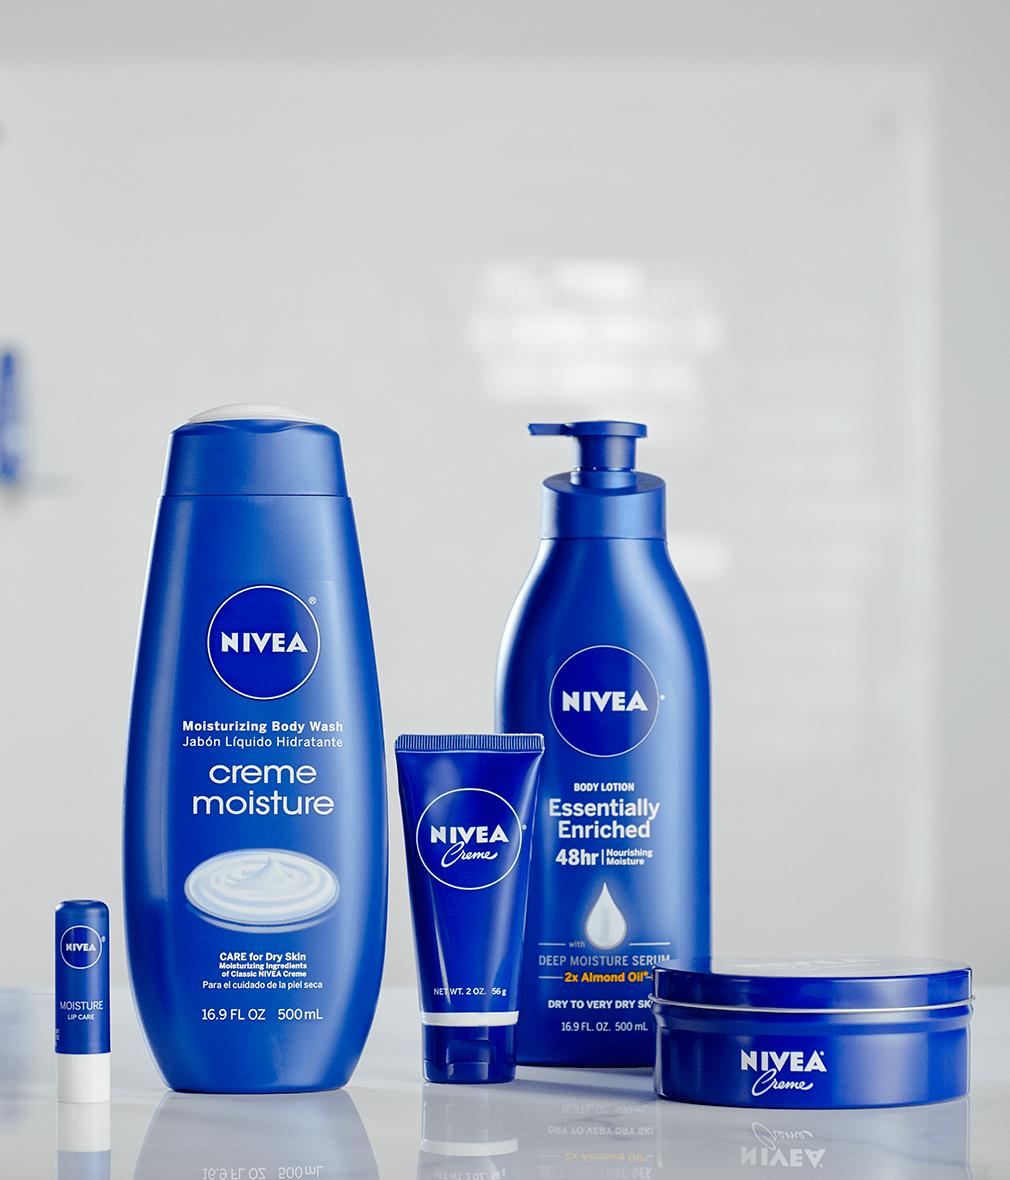 NIVEA
MOISTURE
LIP CARE
NIVEA®
Moisturizing Body Wash
Jabón Líquido Hidratante
creme
moisture
CARE for Dry Skin
Moisturizing Ingredients
of Classic NIVEA Creme
Para el cuidado de la piel seca
16.9 FL OZ 500 mL
NIVEA
Creme
NET WT. 2 OZ. 56 g
NIVEA
BODY LOTION
Essentially
Enriched
48hr | Nourishing
Moisture
with
DEEP MOISTURE SERUM
2x Almond Oil*
DRY TO VERY DRY
16.9 FL. OZ. 500 mL
NIVEA®
Creme